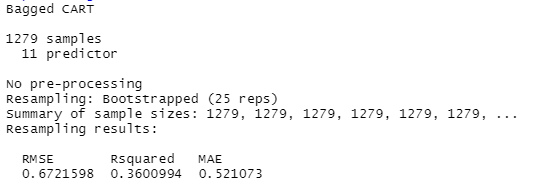 Bagged CART
1279 samples
11 predictor
No pre-processing
Resampling: Bootstrapped (25 reps)
Summary of sample sizes: 1279, 1279, 1279, 1279, 1279, 1279, ...
Resampling results:
RMSE Rsquared MAE
0.6721598 0.3600994 0.521073